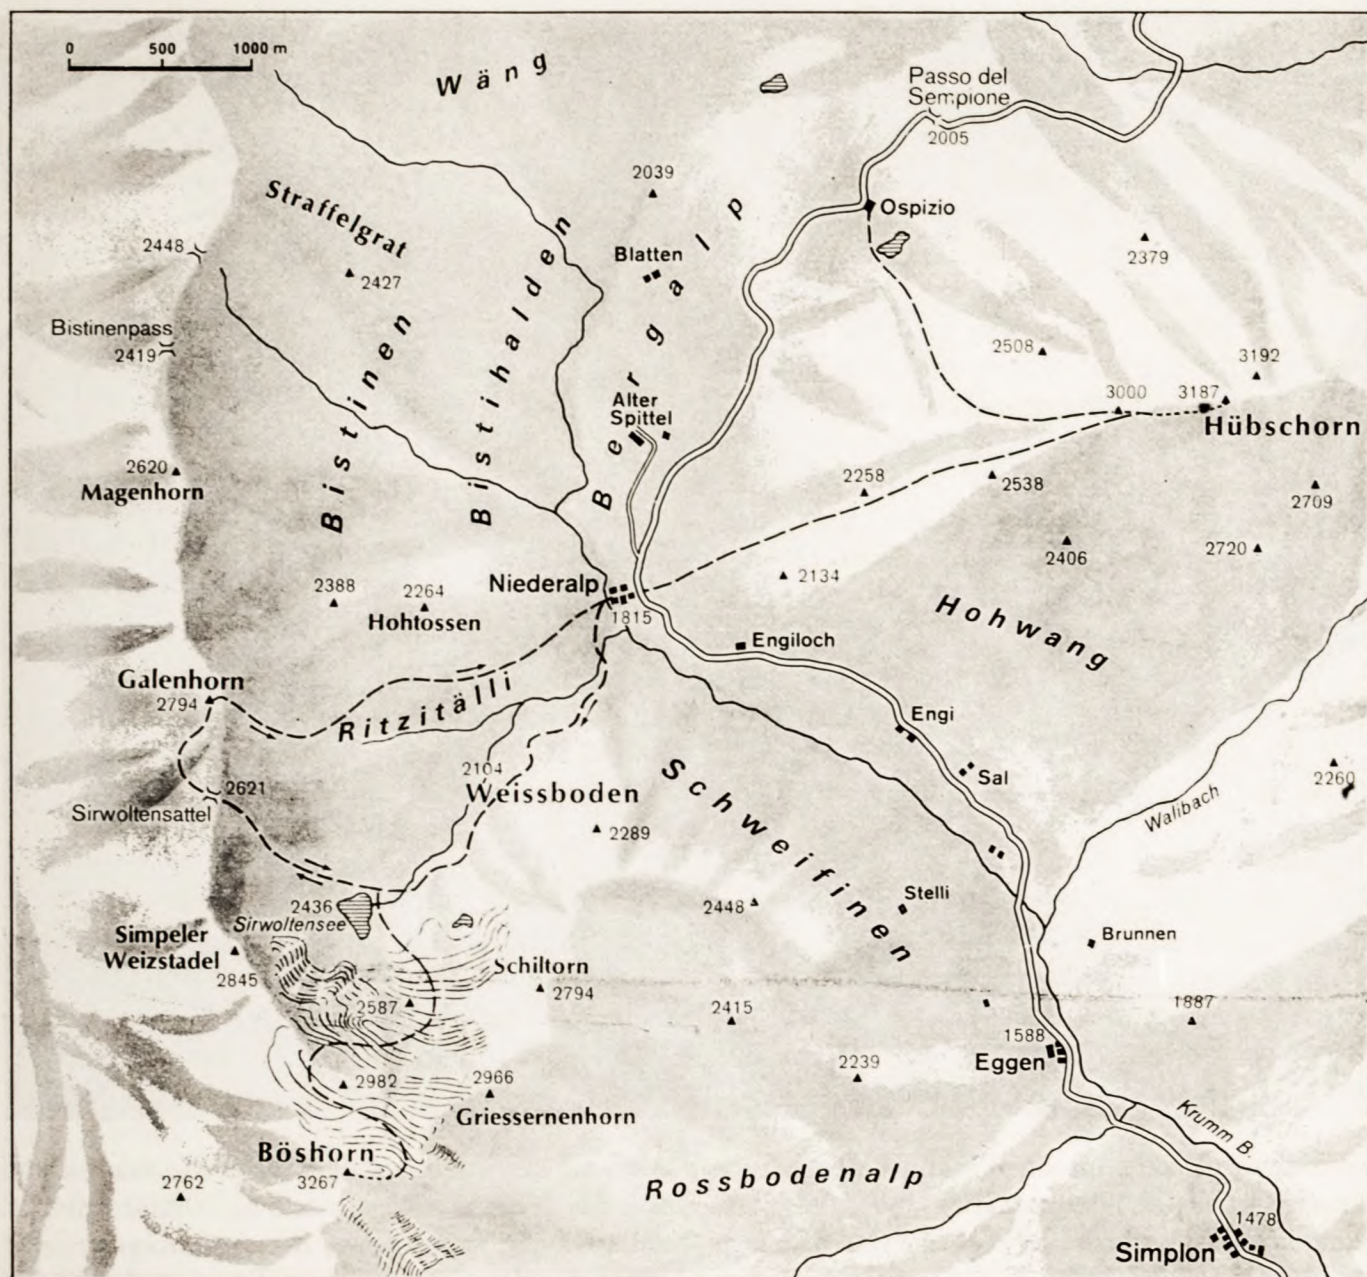 0 500 1000 m
Wäng
Passo del
Sempione
2005
2039
Straffelgrat
2427
2448
Ospizio
2379
Blatten
Bergalp
Bistihalden
Bistinen
Bistinenpass
2419
2508
3192
3000
3187
Hübschorn
Alter
Spittel
2620
Magenhorn
2258
2538
2709
2406
2720
2134
Niederalp
1815
2388
2264
Hohtossen
Hohwang
Engiloch
Galenhorn
2794
Ritzitälli
Engi
Sal
2260
2104
Weissboden
Schweifinen
2621
Sirwoltensattel
Walibach
2289
2448
Stelli
2436
Sirwoltensee
Brunnen
Simpeler
Weizstadel
2845
Schiltorn
2794
2587
2415
1887
1588
Eggen
2239
2982
2966
Griessernenhorn
Krumm B.
Böshorn
3267
2762
Rossbodenalp
1478
Simplon